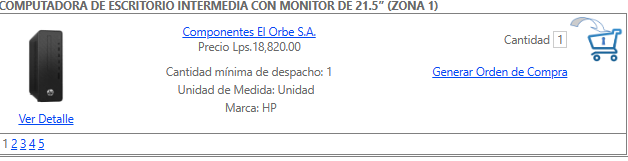 COMPUTADORA DE ESCRITORIO INTERMEDIA CON MONITOR DE 21.5" (ZONA 1)
Componentes El Orbe S.A.
Precio Lps.18,820.00
Cantidad 1
1
Cantidad mínima de despacho: 1
Generar Orden de Compra
Unidad de Medida: Unidad
Marca: HP
Ver Detalle
1 2 3 4 5